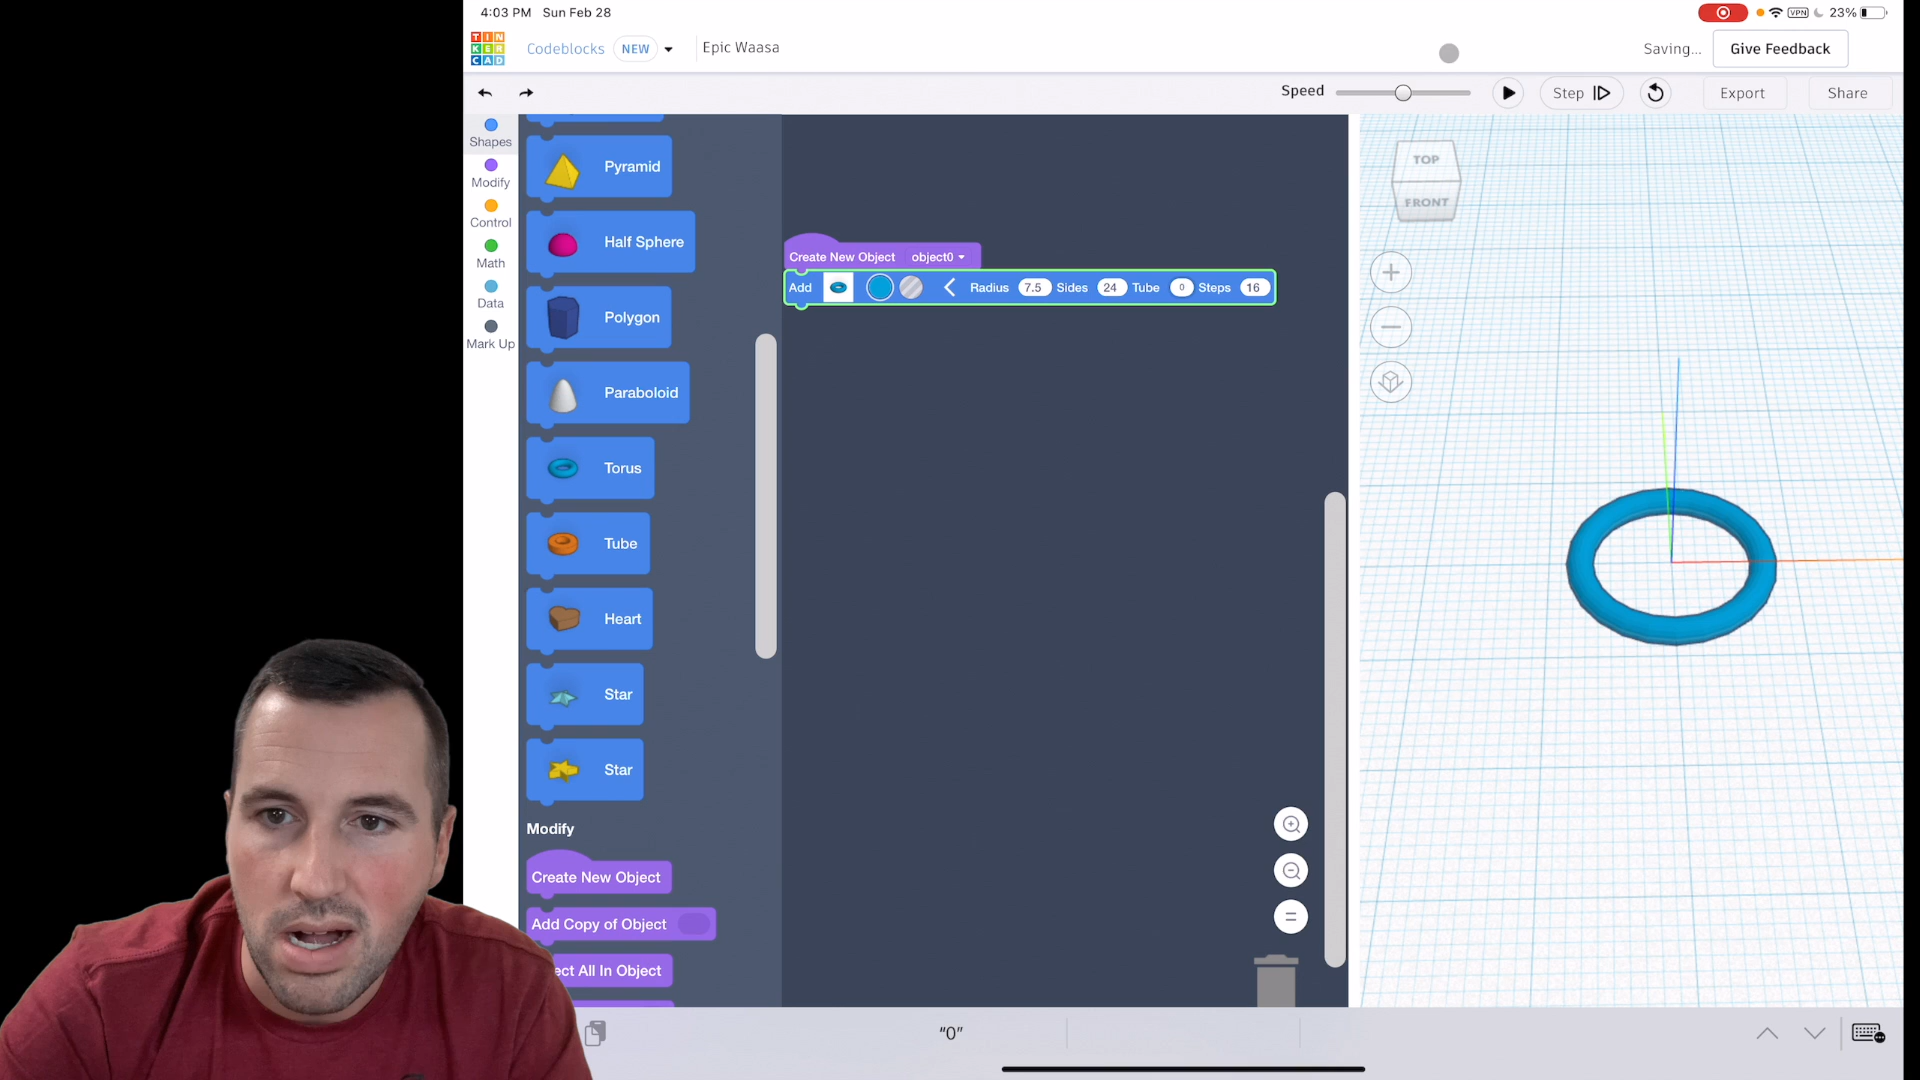 4:03 PM Sun Feb 28
VPN 23%
TIN
KER
CAD
Codeblocks NEW
Epic Waasa
Saving...
Give Feedback
Speed
Step
Export
Share
Shapes
Modify
Control
Math
Data
Mark Up
Pyramid
Half Sphere
Polygon
Paraboloid
Torus
Tube
Heart
Star
Star
Modify
Create New Object
Add Copy of Object
ect All In Object
Create New Object object0
Add Radius 7.5 Sides 24 Tube 0 Steps 16
TOP
FRONT
“0”